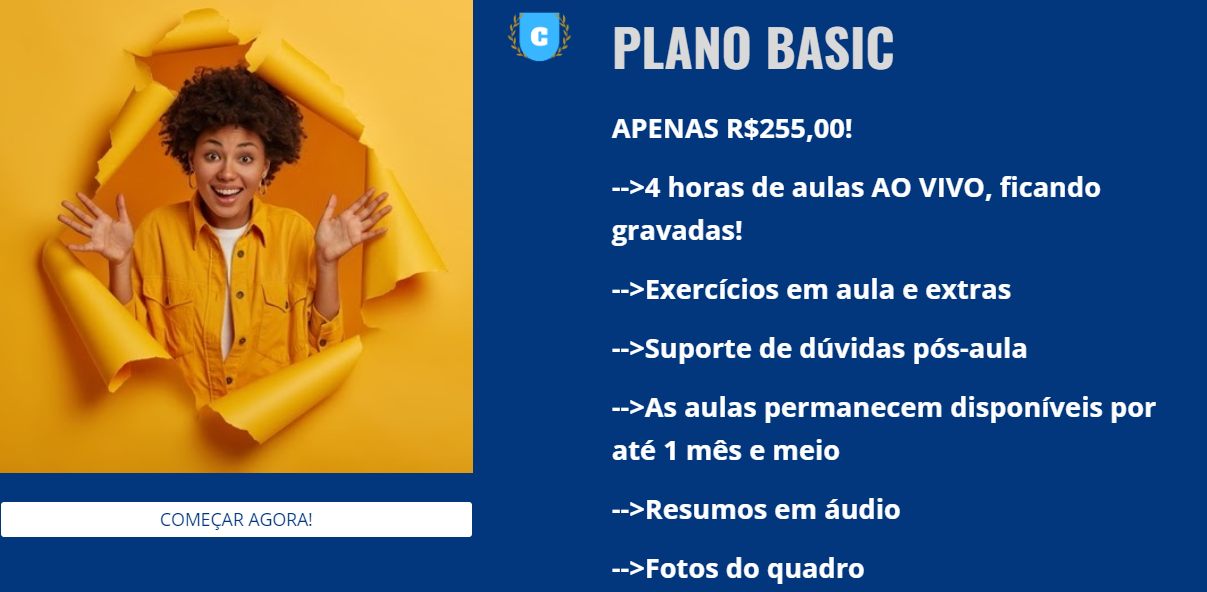 C
PLANO BASIC
APENAS R$255,00!
-->4 horas de aulas AO VIVO, ficando
gravadas!
-->Exercícios em aula e extras
-->Suporte de dúvidas pós-aula
-->As aulas permecem disponíveis por
até 1 mês e meio
-->Resumos em áudio
-->Fotos do quadro
COMEÇAR AGORA!